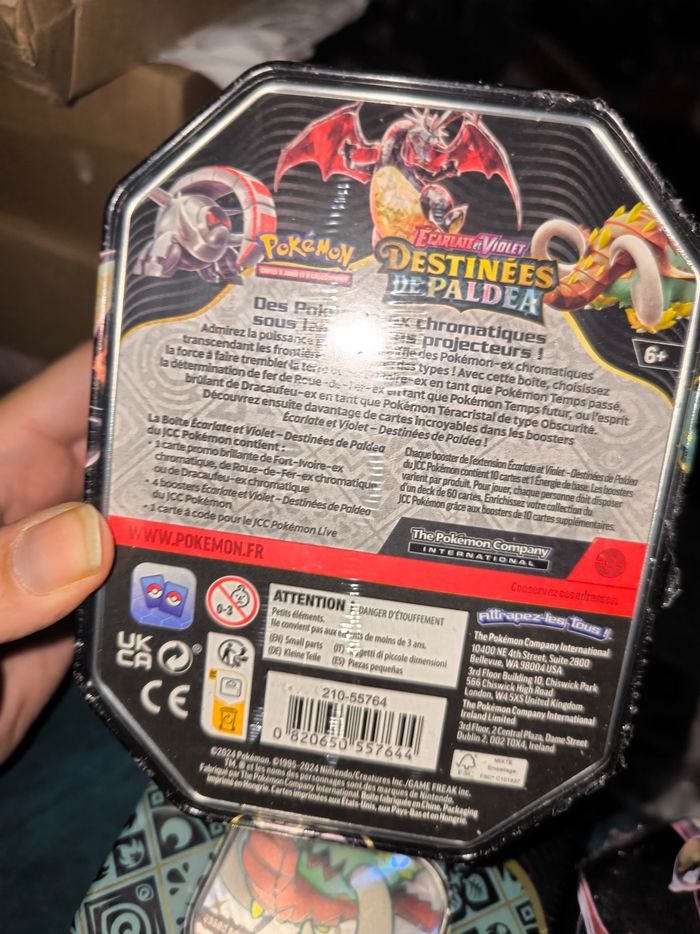 POKÉMON
ÉCARLATE et VIOLET
DESTINÉES
DE PALDEA
6+
Des ex chromatiques
sous projecteurs !
Admirez la puissance des Pokémon-ex chromatiques
transcendant les types ! Avec cette boîte, choisissez
la force à faire trembler la terre en tant que Pokémon Temps passé,
la détermination de fer de Roue-de-Fer-ex en tant que Pokémon Temps futur, ou l'esprit
brûlant de Dracaufeu-ex en tant que Pokémon Téracristal de type Obscurité.
Découvrez ensuite davantage de cartes incroyables dans les boosters
Écarlate et Violet – Destinées de Paldea !
La Boîte Écarlate et Violet – Destinées de Paldea
du JCC Pokémon contient :
• 1 carte promo brillante de Fort-Ivoire-ex
chromatique, de Roue-de-Fer-ex chromatique
ou de Dracaufeu-ex chromatique
• 4 boosters Écarlate et Violet – Destinées de Paldea
du JCC Pokémon
• 1 carte à code pour le JCC Pokémon Live
Chaque booster de l'extension Écarlate et Violet – Destinées de Paldea
du JCC Pokémon contient 10 cartes et 1 Énergie de base. Les boosters
varient par produit. Pour jouer, chaque personne doit disposer
d'un deck de 60 cartes. Enrichissez votre collection du
JCC Pokémon grâce aux boosters de 10 cartes supplémentaires.
WWW.POKEMON.FR
The Pokémon Company
INTERNATIONAL
Conservez ces adresses.
0-3
ATTENTION : DANGER D'ÉTOUFFEMENT
Petits éléments.
Ne convient pas aux enfants de moins de 3 ans.
(EN) Small parts (IT) Oggetti di piccole dimensioni
(DE) Kleine Teile (ES) Piezas pequeñas
UK
CA
CE
210-55764
0 820650 557644
Attrapez-les Tous !
The Pokémon Company International
10400 NE 4th Street, Suite 2800
Bellevue, WA 98004 USA
3rd Floor Building 10, Chiswick Park
566 Chiswick High Road
London, W4 5XS United Kingdom
The Pokémon Company International
Ireland Limited
3rd Floor, 2 Central Plaza, Dame Street
Dublin 2, D02 T0X4, Ireland
FSC
MIXTE
Emballage
©2024 Pokémon. ©1995–2024 Nintendo/Creatures Inc./GAME FREAK inc.
TM, ® et les noms des personnages sont des marques de Nintendo.
Fabriqué par The Pokémon Company International. Boîte fabriquée en Chine. Packaging
imprimé en Hongrie. Cartes imprimées aux États-Unis, aux Pays-Bas et en Hongrie.